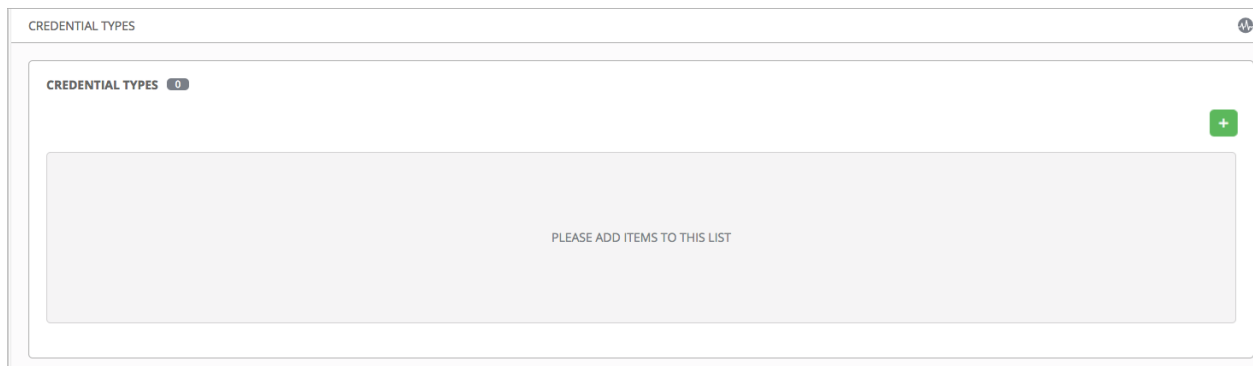 CREDENTIAL TYPES
CREDENTIAL TYPES 0
+
PLEASE ADD ITEMS TO THIS LIST